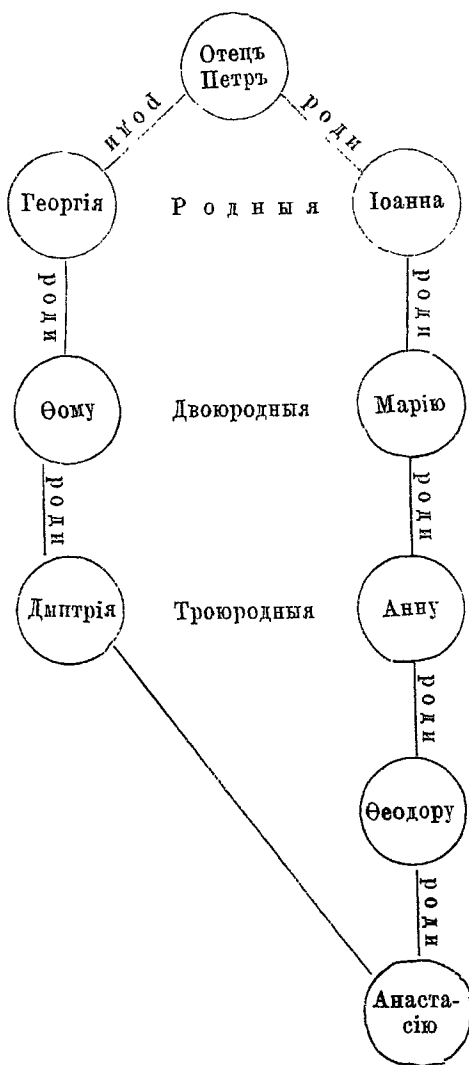 Отецъ
Петръ
роди
роди
Георгія
Родныя
Іоанна
роди
роди
Ѳому
Двоюродныя
Марію
роди
роди
Дмитрія
Троюродныя
Анну
роди
Ѳеодору
роди
Анаста-
сію